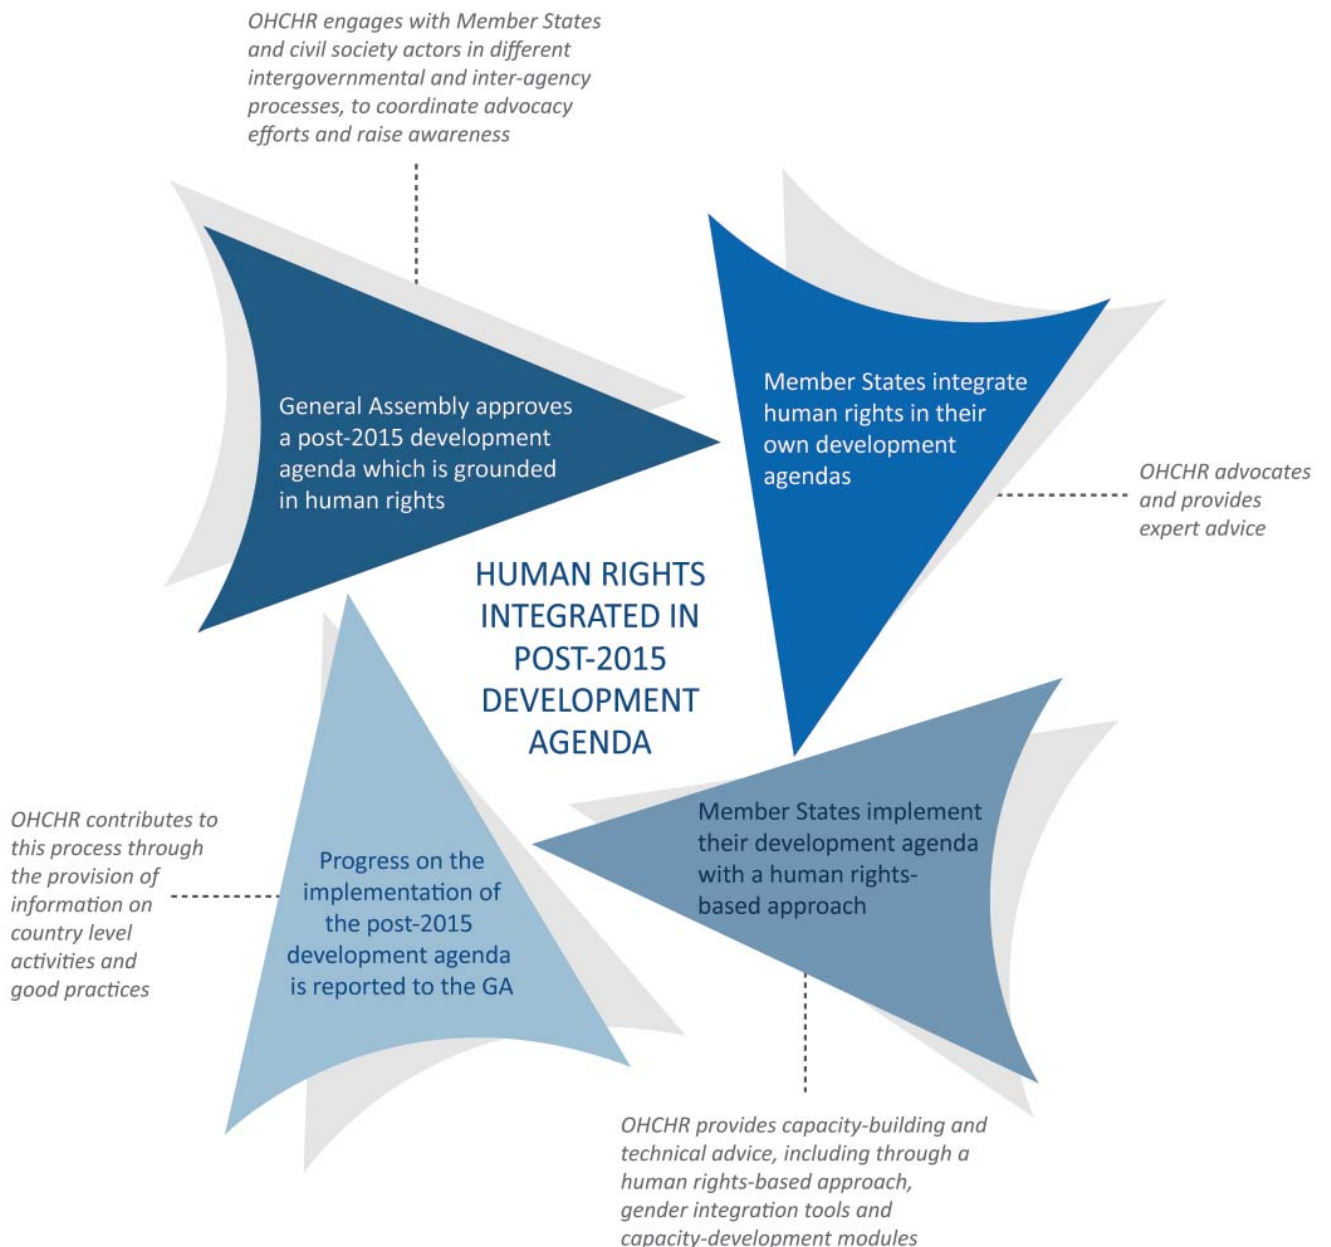 OHCHR engages with Member States
and civil society actors in different
intergovernmental and inter-agency
processes, to coordinate advocacy
efforts and raise awareness
General Assembly approves
a post-2015 development
agenda which is grounded
in human rights
Member States integrate
human rights in their
own development
agendas
OHCHR advocates
and provides
expert advice
HUMAN RIGHTS
INTEGRATED IN
POST-2015
DEVELOPMENT
AGENDA
Member States implement
their development agenda
with a human rights-
based approach
OHCHR contributes to
this process through
the provision of
information on
country level
activities and
good practices
Progress on the
implementation of
the post-2015
development agenda
is reported to the GA
OHCHR provides capacity-building and
technical advice, including through a
human rights-based approach,
gender integration tools and
capacity-development modules